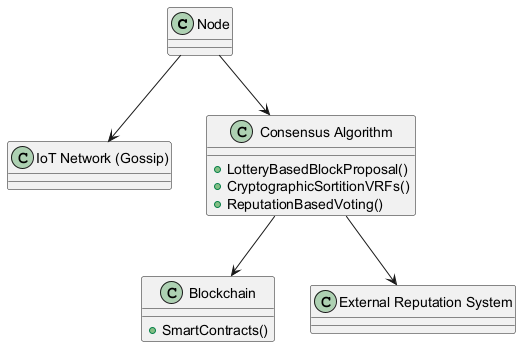 C Node
C IoT Network (Gossip)
C Consensus Algorithm
LotteryBasedBlockProposal()
CryptographicSortitionVRFs()
ReputationBasedVoting()
C Blockchain
SmartContracts()
C External Reputation System